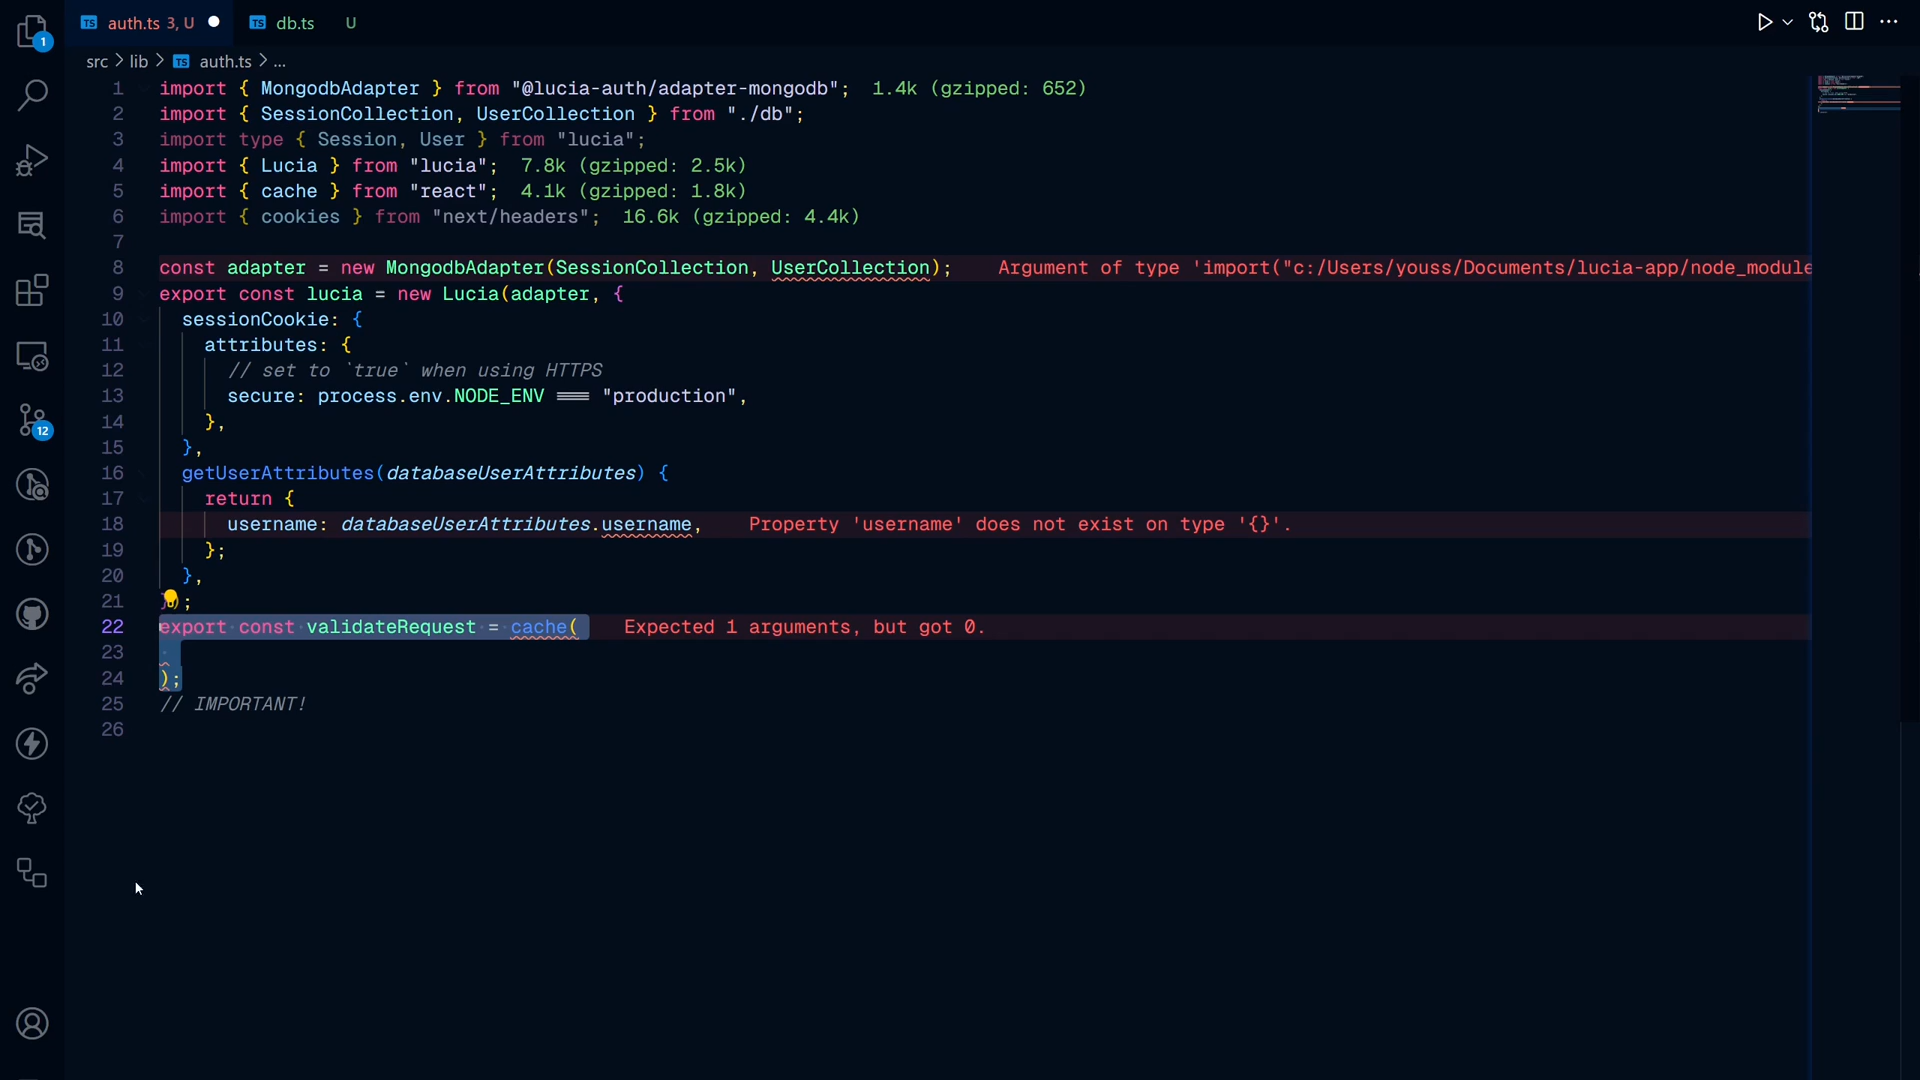 auth.ts 3, U
db.ts U
1
src > lib > TS auth.ts > ...
1 import { MongodbAdapter } from "@lucia-auth/adapter-mongodb"; 1.4k (gzipped: 652)
2 import { SessionCollection, UserCollection } from "./db";
3 import type { Session, User } from "lucia";
4 import { Lucia } from "lucia"; 7.8k (gzipped: 2.5k)
5 import { cache } from "react"; 4.1k (gzipped: 1.8k)
6 import { cookies } from "next/headers"; 16.6k (gzipped: 4.4k)
7
8 const adapter = new MongodbAdapter(SessionCollection, UserCollection); Argument of type 'import("c:/Users/youss/Documents/lucia-app/node_module
9 export const lucia = new Lucia(adapter, {
10 sessionCookie: {
11 attributes: {
12 // set to `true` when using HTTPS
13 secure: process.env.NODE_ENV === "production",
14 },
15 },
16 getUserAttributes(databaseUserAttributes) {
17 return {
18 username: databaseUserAttributes.username, Property 'username' does not exist on type '{}'.
19 };
20 },
21 });
22 export const validateRequest = cache( Expected 1 arguments, but got 0.
23
24 );
25 // IMPORTANT!
26
12